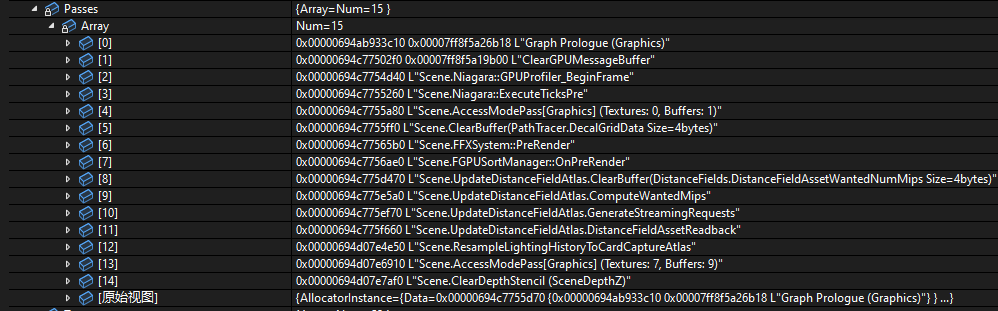 Passes {Array=Num=15 }
Array Num=15
[0] 0x00000694ab933c10 0x00007ff8f5a26b18 L"Graph Prologue (Graphics)"
[1] 0x00000694c77502f0 0x00007ff8f5a19b00 L"ClearGPUMessageBuffer"
[2] 0x00000694c7754d40 L"Scene.Niagara::GPUProfiler_BeginFrame"
[3] 0x00000694c7755260 L"Scene.Niagara::ExecuteTicksPre"
[4] 0x00000694c7755a80 L"Scene.AccessModePass[Graphics] (Textures: 0, Buffers: 1)"
[5] 0x00000694c7755ff0 L"Scene.ClearBuffer(PathTracer.DecalGridData Size=4bytes)"
[6] 0x00000694c77565b0 L"Scene.FFXSystem::PreRender"
[7] 0x00000694c7756ae0 L"Scene.FGPUSortManager::OnPreRender"
[8] 0x00000694c775d470 L"Scene.UpdateDistanceFieldAtlas.ClearBuffer(DistanceFields.DistanceFieldAssetWantedNumMips Size=4bytes)"
[9] 0x00000694c775e5a0 L"Scene.UpdateDistanceFieldAtlas.ComputeWantedMips"
[10] 0x00000694c775ef70 L"Scene.UpdateDistanceFieldAtlas.GenerateStreamingRequests"
[11] 0x00000694c775f660 L"Scene.UpdateDistanceFieldAtlas.DistanceFieldAssetReadback"
[12] 0x00000694d07e4e50 L"Scene.ResampleLightingHistoryToCardCaptureAtlas"
[13] 0x00000694d07e6910 L"Scene.AccessModePass[Graphics] (Textures: 7, Buffers: 9)"
[14] 0x00000694d07e7af0 L"Scene.ClearDepthStencil (SceneDepthZ)"
[原始视图] {AllocatorInstance={Data=0x00000694c7755d70 {0x00000694ab933c10 0x00007ff8f5a26b18 L"Graph Prologue (Graphics)"} } ...}